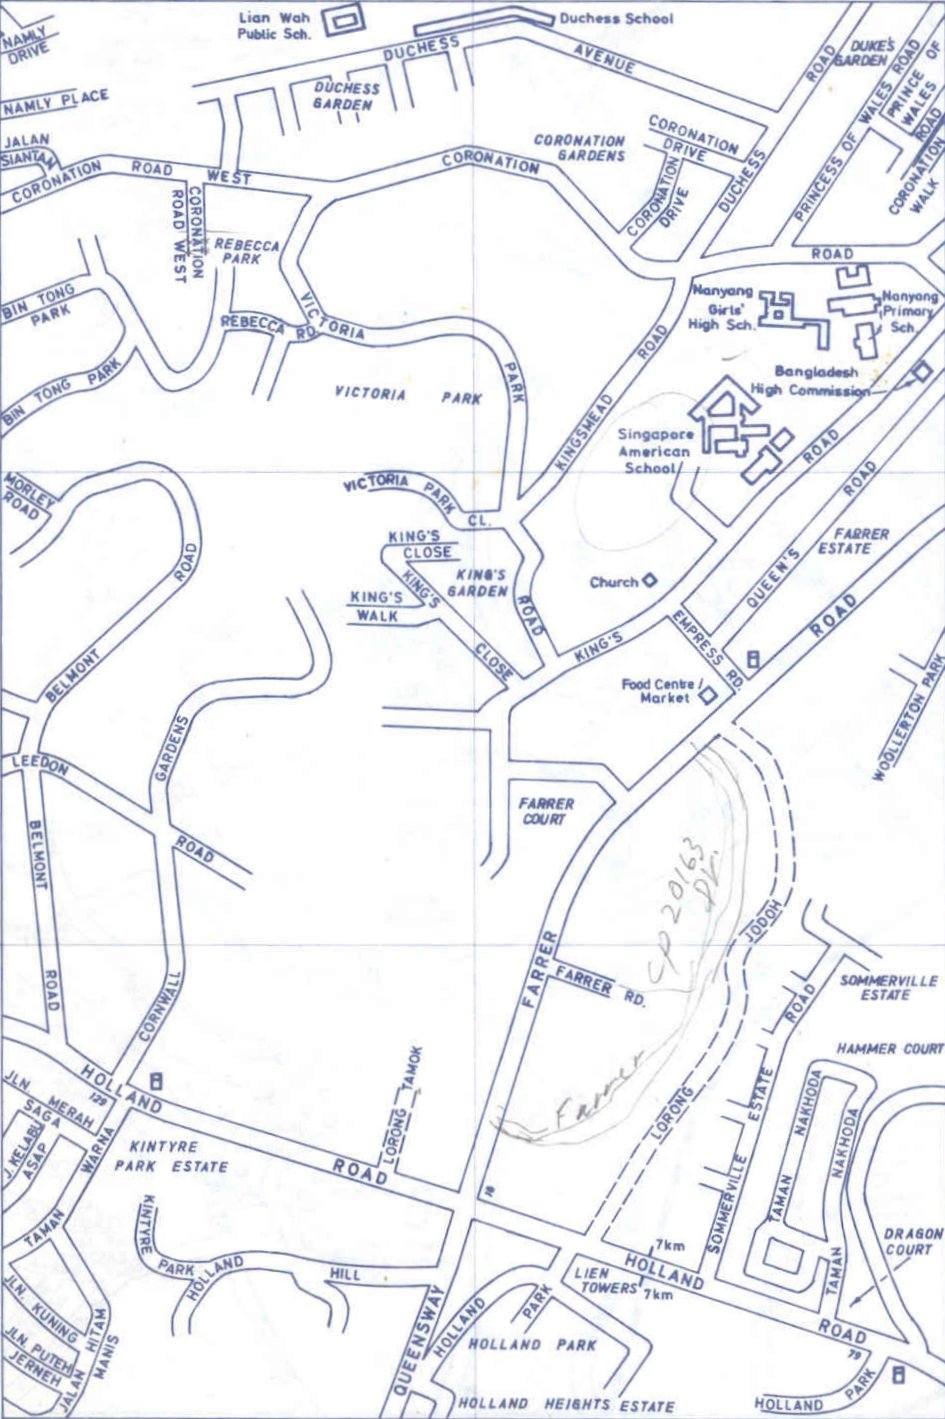 Lian Wah
Public Sch.
Duchess School
NAMLY
DRIVE
DUCHESS
AVENUE
ROAD
DUKE'S
GARDEN
PRINCESS OF WALES ROAD
PRINCE OF
WALES
ROAD
NAMLY PLACE
DUCHESS
GARDEN
JALAN
SIANTAN
CORONATION ROAD WEST
CORONATION
CORONATION
GARDENS
CORONATION
DRIVE
CORONATION
DRIVE
DUCHESS
CORONATION
WALK
CORONATION
ROAD WEST
REBECCA
PARK
ROAD
BIN TONG
PARK
REBECCA RD.
VICTORIA
PARK
Nanyang
Girls'
High Sch.
Nanyang
Primary
Sch.
BIN TONG PARK
VICTORIA PARK
KINGSMEAD ROAD
Bangladesh
High Commission
Singapore
American
School
ROAD
MORLEY
ROAD
VICTORIA PARK CL.
ROAD
KING'S
CLOSE
KING'S
KING'S
GARDEN
FARRER
ESTATE
ROAD
KING'S
WALK
Church
QUEEN'S
ROAD
ROAD
KING'S
EMPRESS RD.
BELMONT
CLOSE
Food Centre /
Market
WOOLLERTON PARK
GARDENS
LEEDON
FARRER
COURT
BELMONT
ROAD
CP 20163
JODOH
FARRER
FARRER RD.
ROAD
SOMMERVILLE
ESTATE
ROAD
CORNWALL
HAMMER COURT
HOLLAND
129
LORONG TAMOK
Farmer
LORONG
ESTATE
NAKHODA
NAKHODA
JLN
MERAH
SAGA
J. KELABU
ASAP
WARNA
KINTYRE
PARK ESTATE
ROAD
TAMAN
SOMMERVILLE
TAMAN
KINTYRE
PARK
HOLLAND
HILL
7km
HOLLAND
LIEN
TOWERS
7km
TAMAN
DRAGON
COURT
JLN. KUNING
HITAM
MANIS
JALAN
JLN. PUTEH
JERNEH
QUEENSWAY
HOLLAND
PARK
HOLLAND PARK
ROAD
79
HOLLAND HEIGHTS ESTATE
HOLLAND
PARK